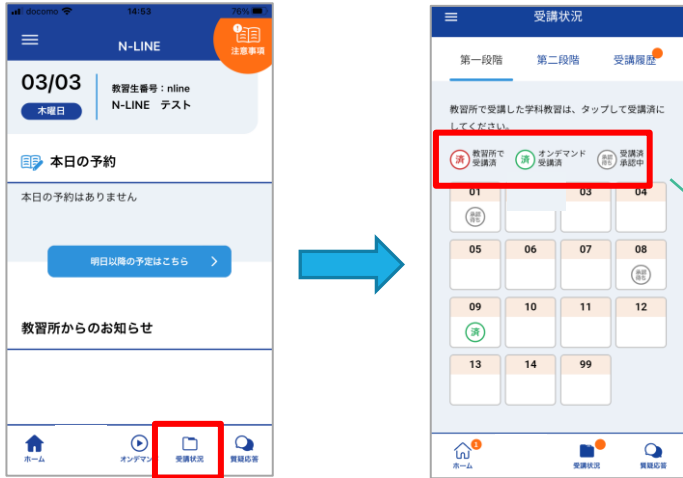 docomo 14:53 76%
N-LINE
注意事項
03/03
木曜日
教習生番号：nline
N-LINE テスト
本日の予約
本日の予約はありません
明日以降の予定はこちら
教習所からのお知らせ
ホーム
オンデマン
受講状況
質疑応答
受講状況
第一段階 第二段階 受講履歴
教習所で受講した学科教習は、タップして受講済に
してください。
済 教習所で
受講済
済 オンデマンド
受講済
承認
待ち
受講済
承認中
01 03 04
承認
待ち
05 06 07 08
承認
待ち
09 10 11 12
済
13 14 99
1
ホーム
受講状況
質疑応答